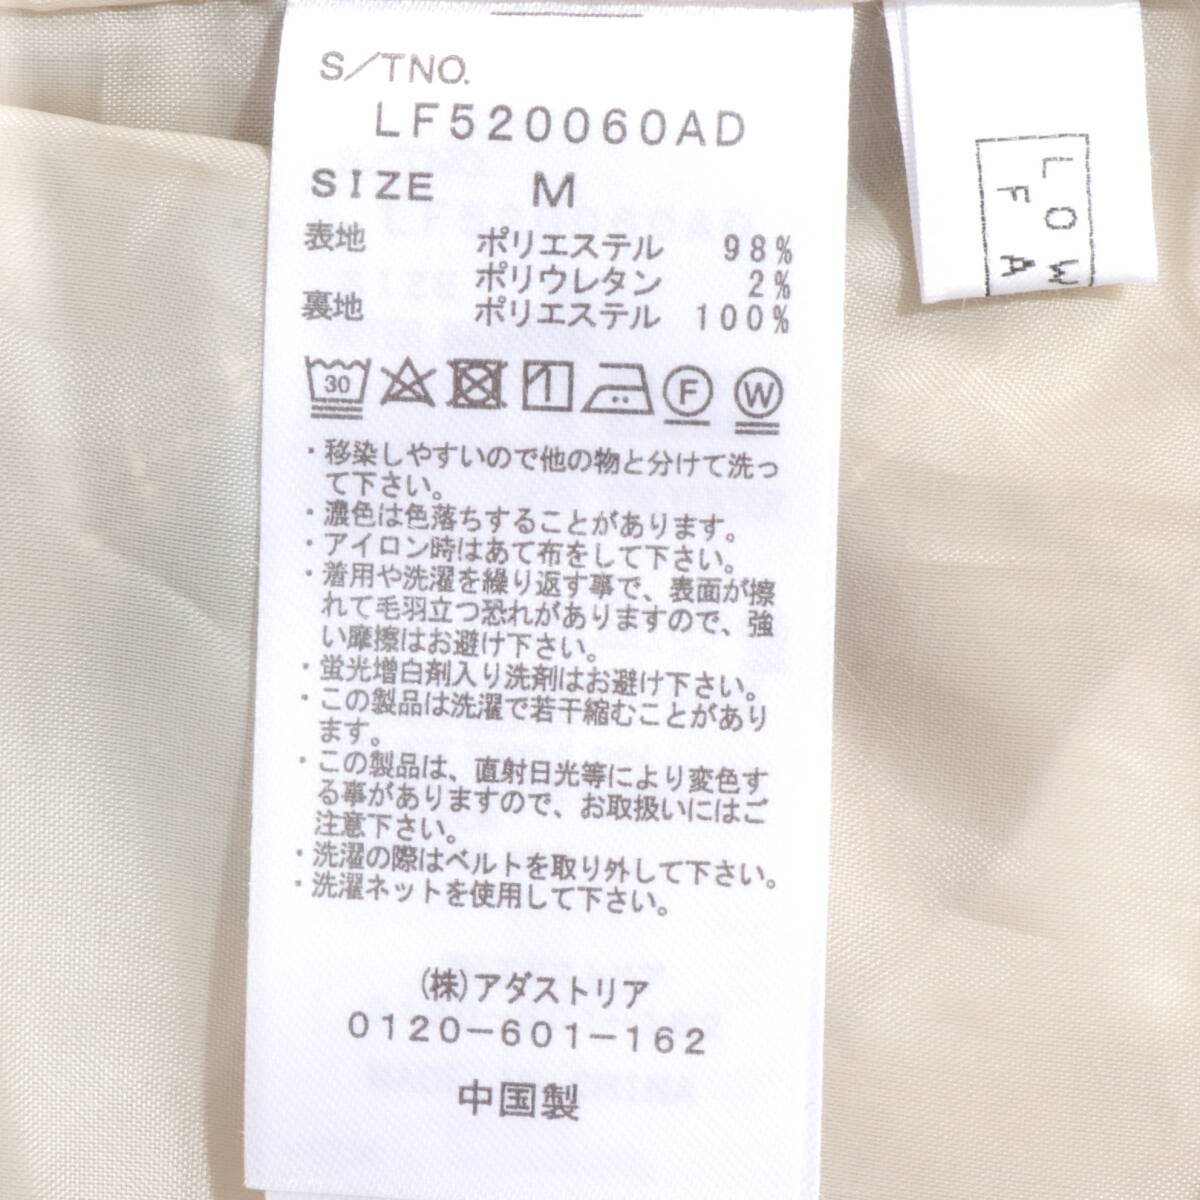 S/TNO.
LF520060AD
SIZE M
表地 ポリエステル 98%
ポリウレタン 2%
裏地 ポリエステル 100%
30 F W
・移染しやすいので他の物と分けて洗っ
て下さい。
・濃色は色落ちすることがあります。
・アイロン時はあて布をして下さい。
・着用や洗濯を繰り返す事で、表面が擦
れて毛羽立つ恐れがありますので、強
い摩擦はお避け下さい。
・蛍光増白剤入り洗剤はお避け下さい。
・この製品は洗濯で若干縮むことがあり
ます。
・この製品は、直射日光等により変色す
る事がありますので、お取扱いにはご
注意下さい。
・洗濯の際はベルトを取り外して下さい。
・洗濯ネットを使用して下さい。
(株)アダストリア
0120-601-162
中国製
LOW
FA